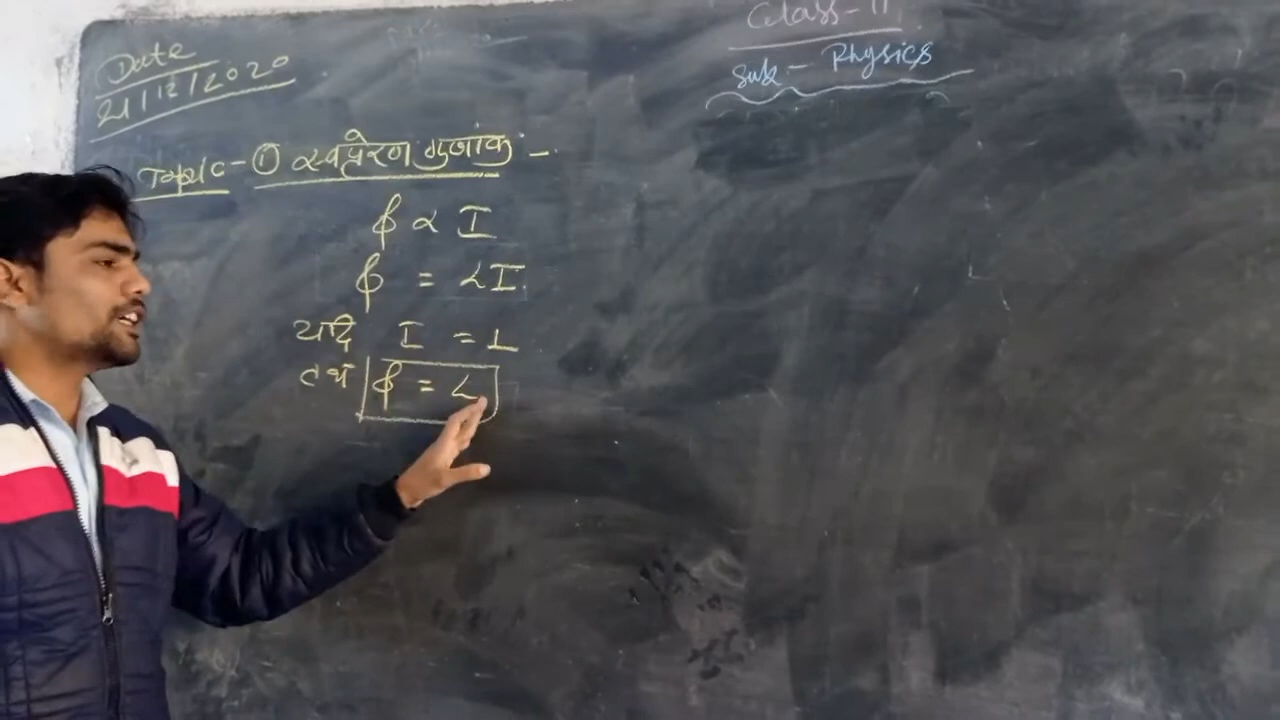 Class-11
Sub- Physics
Date
21/12/2020
Topic-① स्वप्रेरण गुणांक -
ϕ ∝ I
ϕ = LI
यदि I = 1
तब ϕ = L